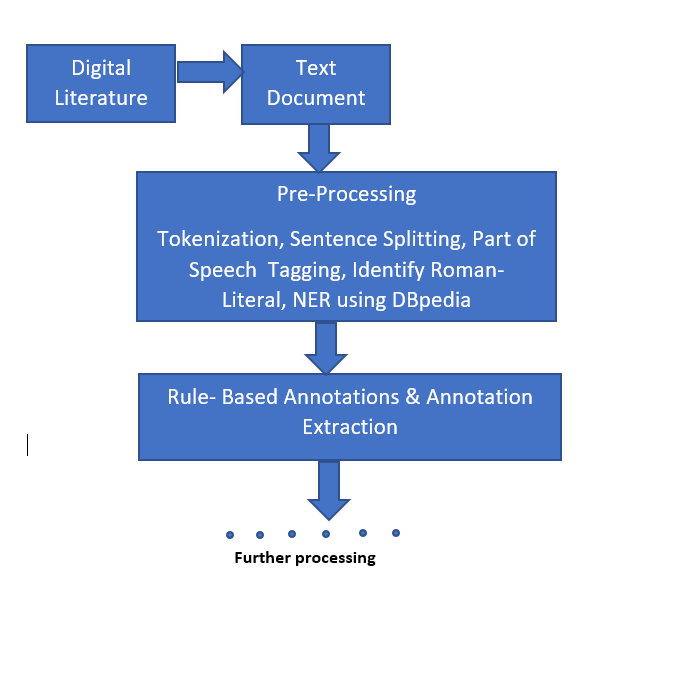 Digital
Literature
Text
Document
Pre-Processing
Tokenization, Sentence Splitting, Part of
Speech  Tagging, Identify Roman-
Literal, NER using DBpedia
Rule- Based Annotations & Annotation
Extraction
Further processing